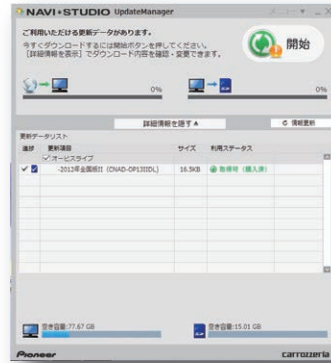 NAVI★STUDIO UpdateManager
ご利用いただける更新データがあります。
今すぐダウンロードするには開始ボタンを押してください。
[詳細情報を表示] でダウンロード内容を確認・変更できます。
開始
0%
0%
詳細情報を隠す▲
情報更新
更新データリスト
進捗 更新項目 サイズ 利用ステータス
オービスライブ
-2012年全国版II (CNAD-OP13IIDL) 16.5KB 取得可 (購入済)
空き容量:77.67 GB
空き容量:15.01 GB
Pioneer
carrozzeria